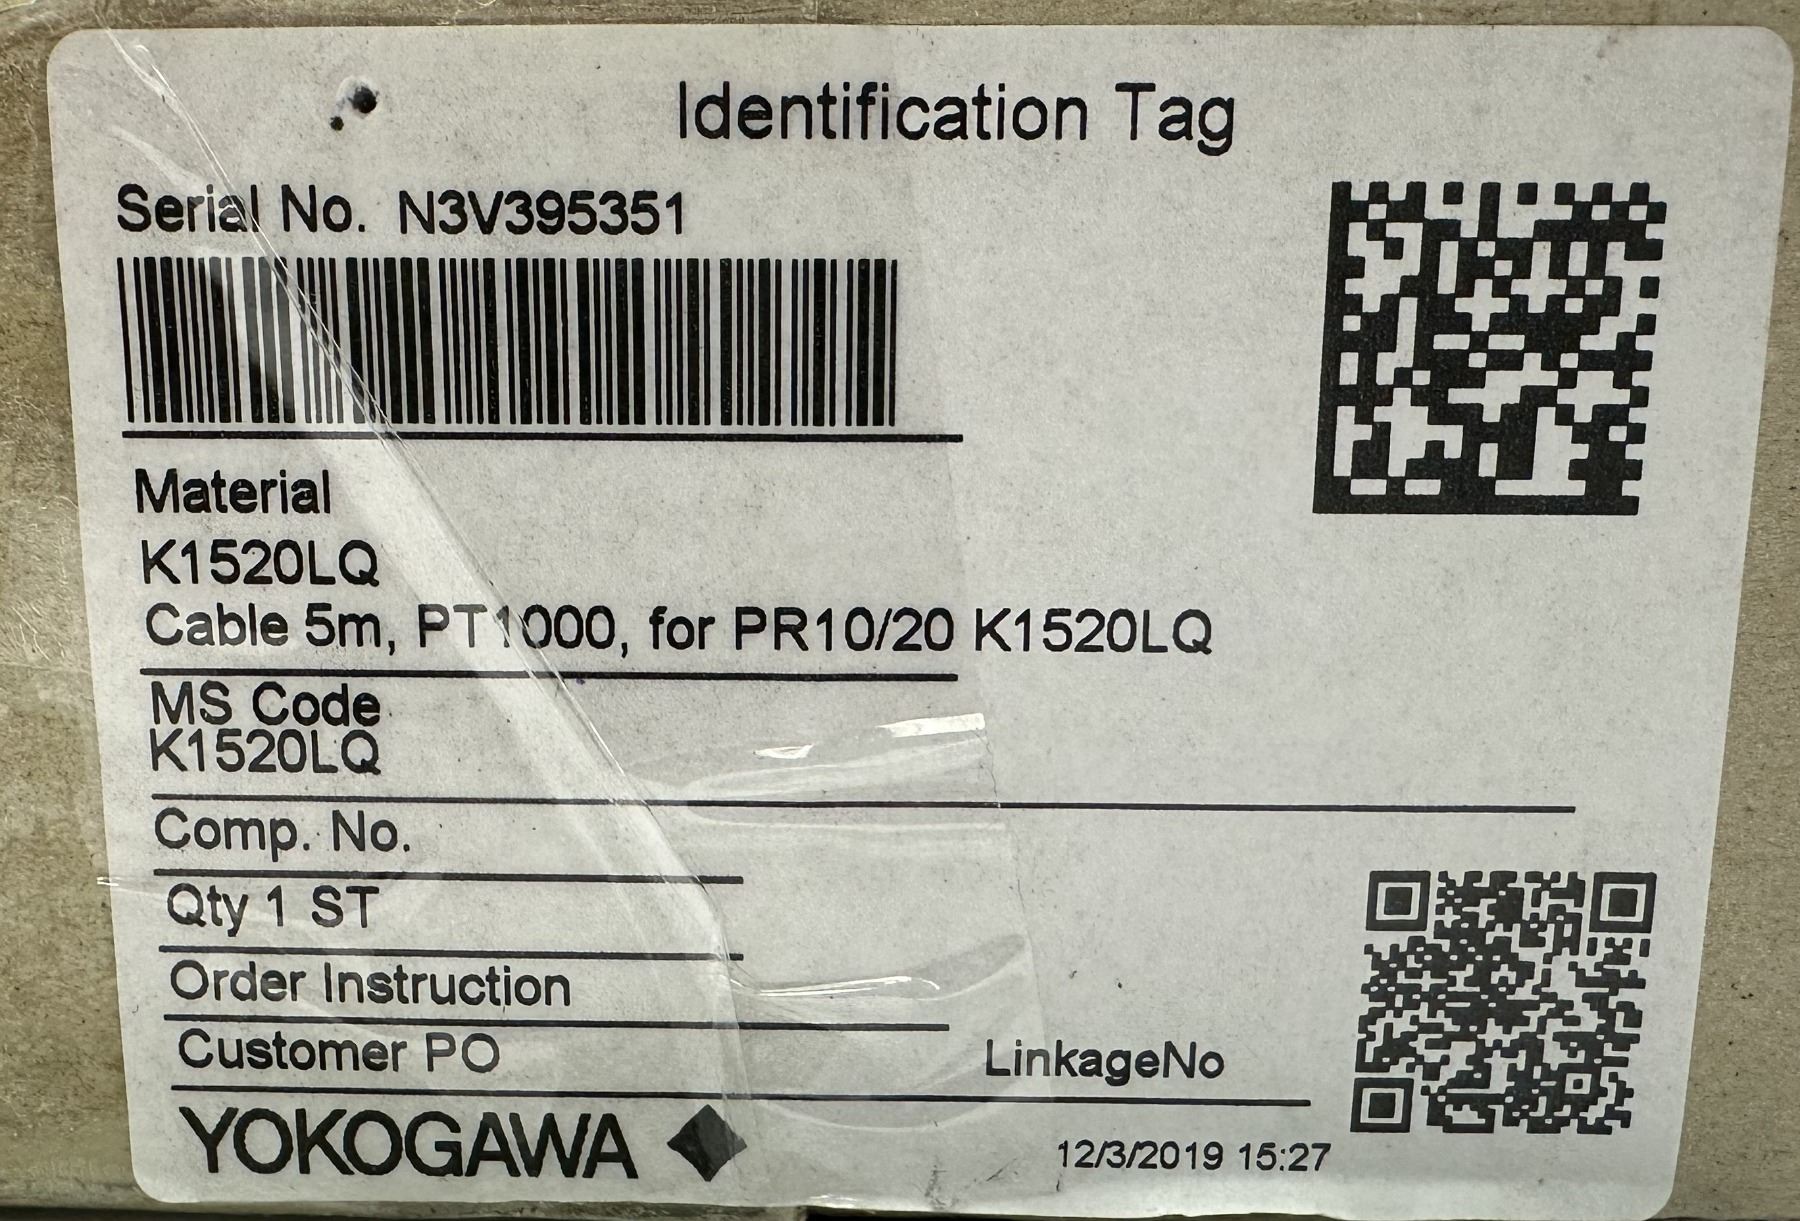 Identification Tag
Serial No. N3V395351
Material
K1520LQ
Cable 5m, PT1000, for PR10/20 K1520LQ
MS Code
K1520LQ
Comp. No.
Qty 1 ST
Order Instruction
Customer PO
LinkageNo
YOKOGAWA
12/3/2019 15:27